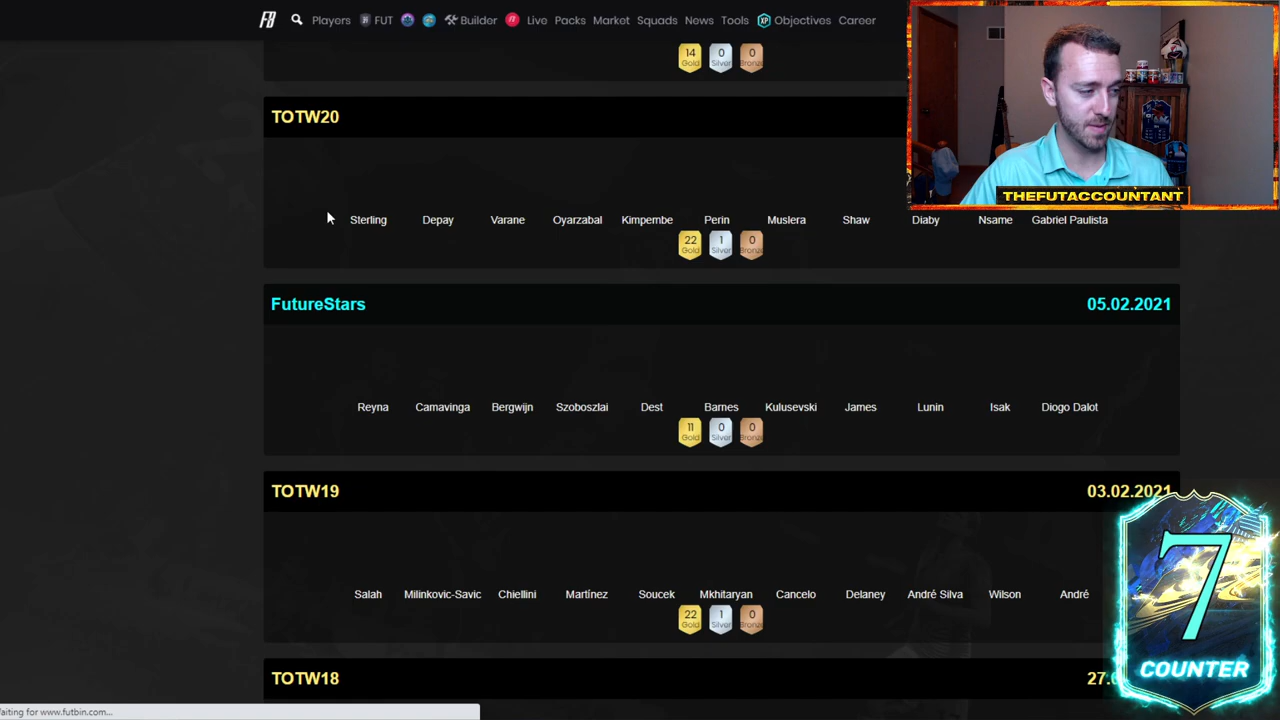 Players FUT Builder Live Packs Market Squads News Tools XP Objectives Career
14 Gold 0 Silver 0 Bronze
THEFUTACCOUNTANT
TOTW20
Sterling Depay Varane Oyarzabal Kimpembe Perin Muslera Shaw Diaby Nsame Gabriel Paulista
22 Gold 1 Silver 0 Bronze
FutureStars 05.02.2021
Reyna Camavinga Bergwijn Szoboszlai Dest Barnes Kulusevski James Lunin Isak Diogo Dalot
11 Gold 0 Silver 0 Bronze
TOTW19 03.02.2021
Salah Milinkovic-Savic Chiellini Martínez Soucek Mkhitaryan Cancelo Delaney André Silva Wilson André
22 Gold 1 Silver 0 Bronze
7
COUNTER
TOTW18 27.
aiting for www.futbin.com...